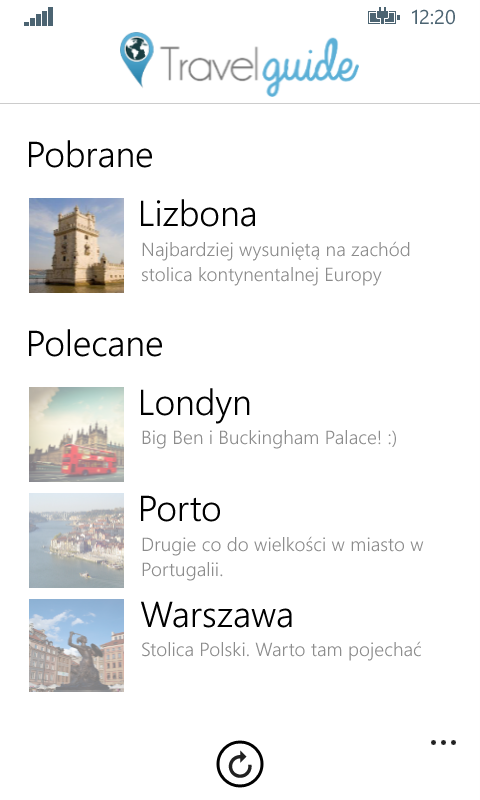 12:20
Travelguide
Pobrane
Lizbona
Najbardziej wysuniętą na zachód
stolica kontynentalnej Europy
Polecane
Londyn
Big Ben i Buckingham Palace! :)
Porto
Drugie co do wielkości w miasto w
Portugalii.
Warszawa
Stolica Polski. Warto tam pojechać